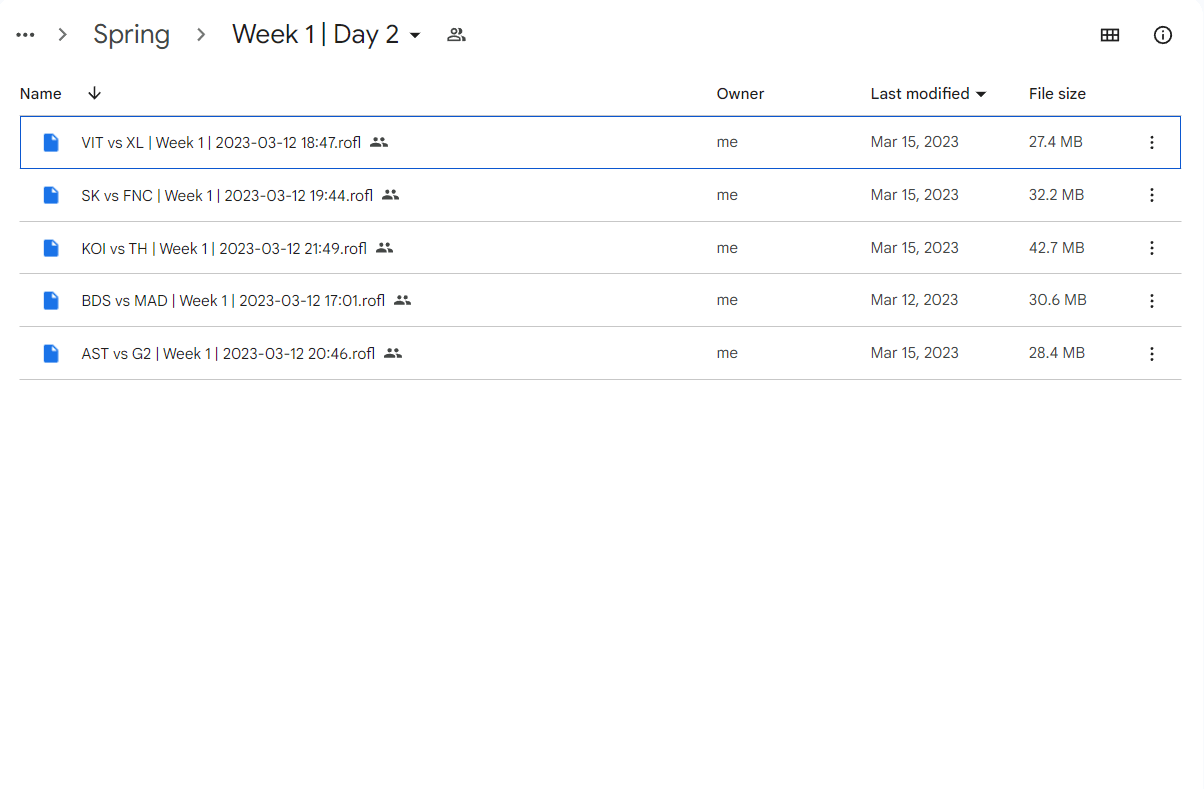 Spring Week 1 | Day 2
Name Owner Last modified File size
VIT vs XL | Week 1 | 2023-03-12 18:47.rofl me Mar 15, 2023 27.4 MB
SK vs FNC | Week 1 | 2023-03-12 19:44.rofl me Mar 15, 2023 32.2 MB
KOI vs TH | Week 1 | 2023-03-12 21:49.rofl me Mar 15, 2023 42.7 MB
BDS vs MAD | Week 1 | 2023-03-12 17:01.rofl me Mar 12, 2023 30.6 MB
AST vs G2 | Week 1 | 2023-03-12 20:46.rofl me Mar 15, 2023 28.4 MB